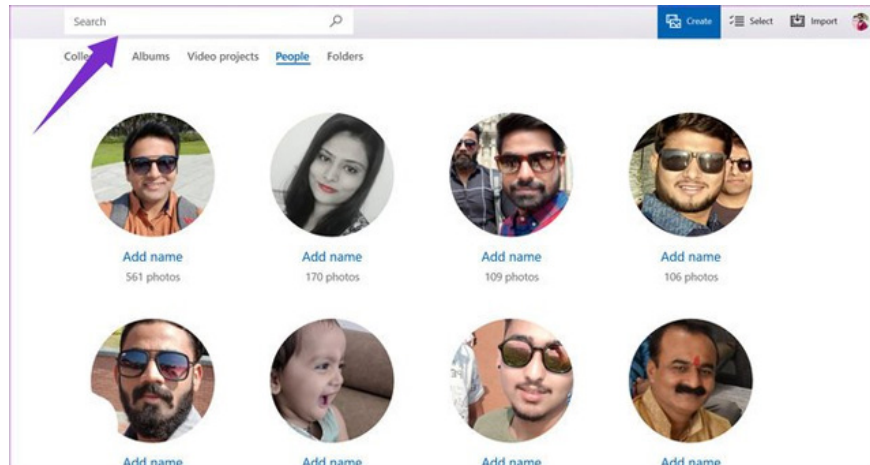 Search
Create
Select
Import
Albums Video projects People Folders
Add name Add name Add name Add name
561 photos 170 photos 109 photos 106 photos
Add name Add name Add name Add name